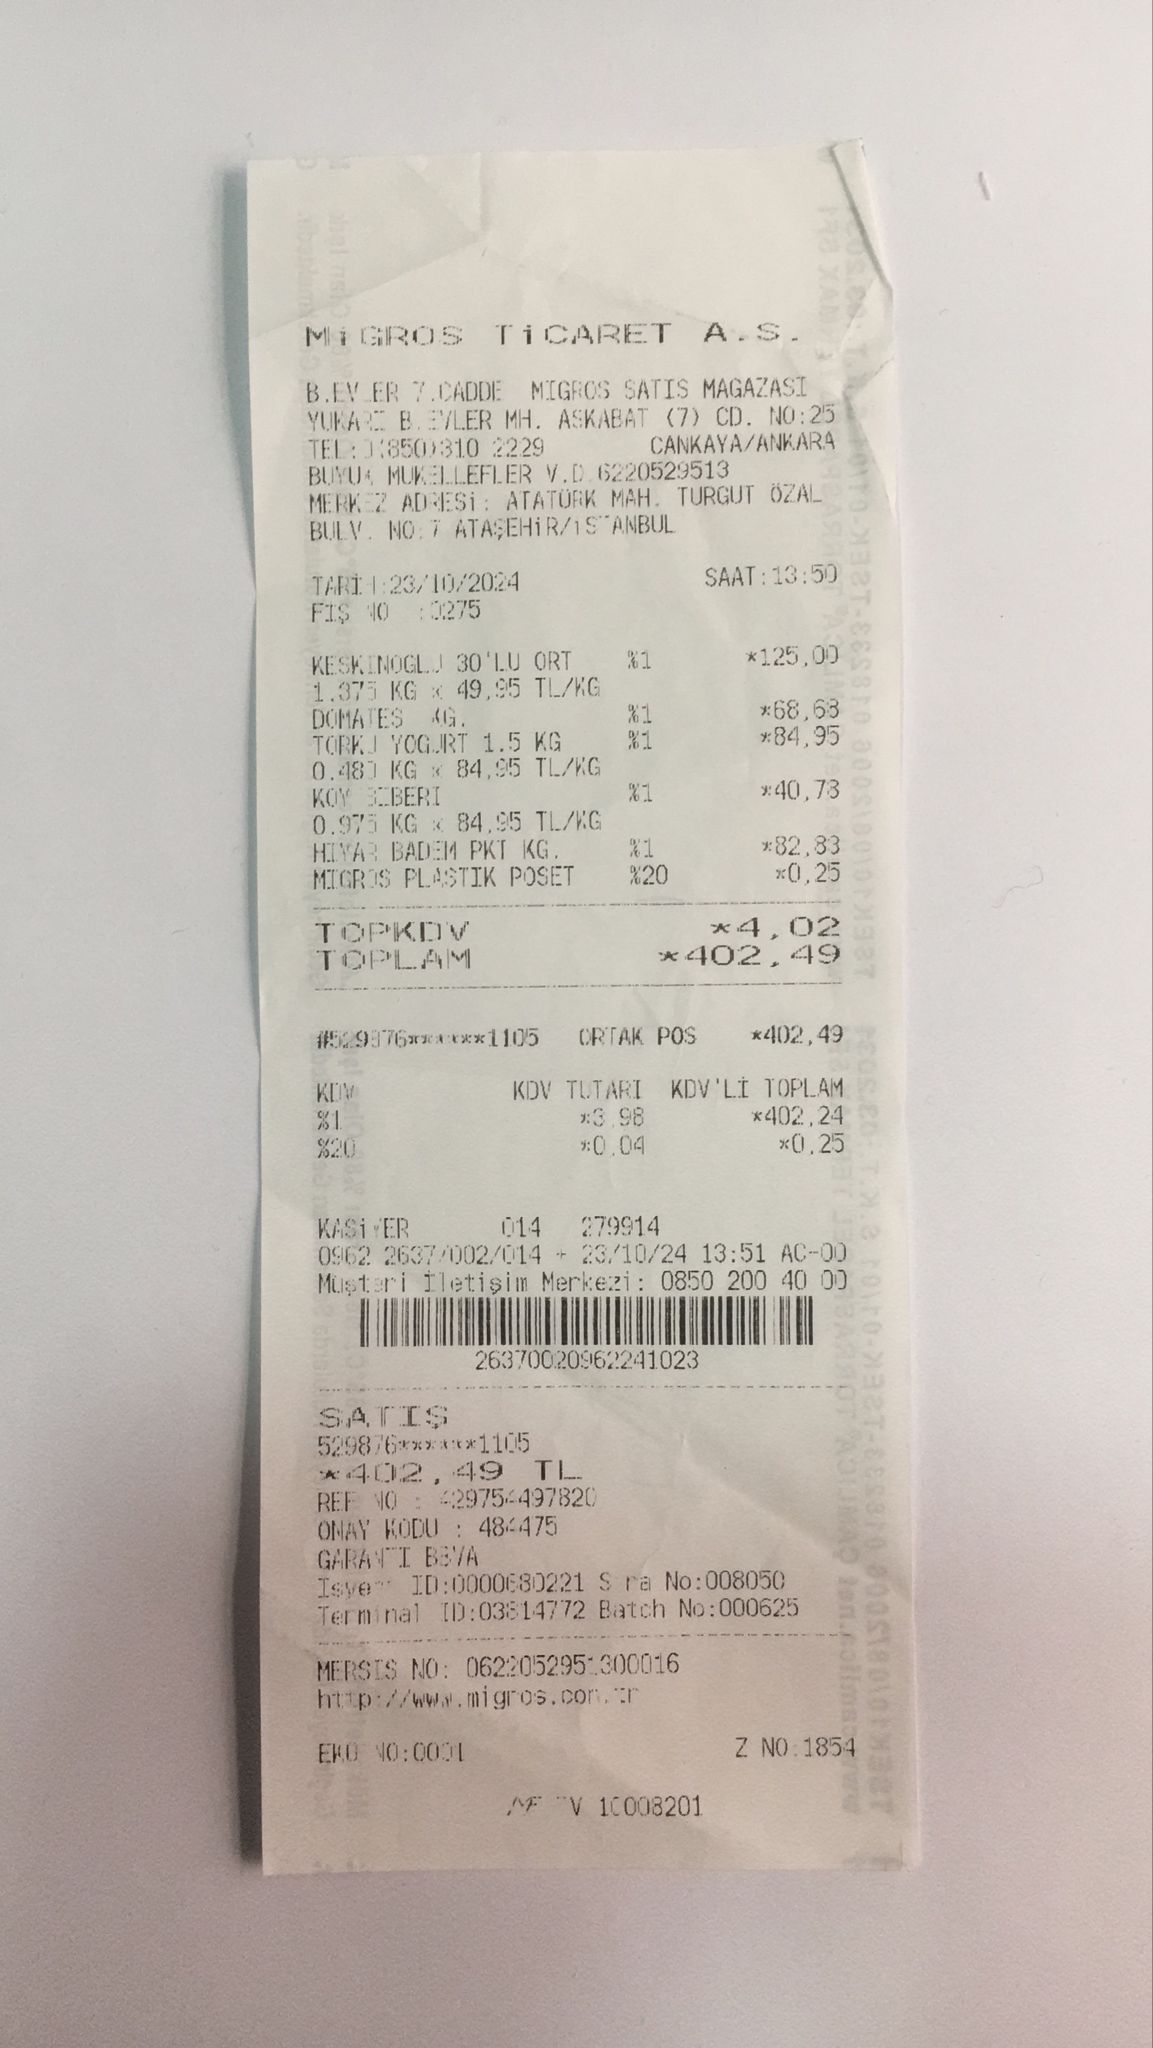 MiGROS TiCARET A.S.
B.EVLER 7.CADDE MIGROS SATIS MAGAZASI
YUKARI B.EVLER MH. ASKABAT (7) CD. NO:25
TEL:0(850)310 2229 CANKAYA/ANKARA
BUYUK MUKELLEFLER V.D.6220529513
MERKEZ ADRESi: ATATÜRK MAH. TURGUT ÖZAL
BULV. NO:7 ATAŞEHiR/iSTANBUL
TARİH:23/10/2024 SAAT:13:50
FİŞ NO :0275
KESKINOGLU 30'LU ORT %1 *125,00
1.375 KG x 49,95 TL/KG
DOMATES KG. %1 *68,68
TORKU YOGURT 1.5 KG %1 *84,95
0.480 KG x 84,95 TL/KG
KOY BIBERI %1 *40,78
0.975 KG x 84,95 TL/KG
HIYAR BADEM PKT KG. %1 *82,83
MIGROS PLASTIK POSET %20 *0,25
TOPKDV *4,02
TOPLAM *402,49
#529876******1105 ORTAK POS *402,49
KDV KDV TUTARI KDV'Lİ TOPLAM
%1 *3,98 *402,24
%20 *0,04 *0,25
KASiYER 014 279914
0962 2637/002/014 + 23/10/24 13:51 AC-00
Müşteri İletişim Merkezi: 0850 200 40 00
26370020962241023
SATIŞ
529876******1105
*402,49 TL
REF NO : 429754497820
ONAY KODU : 484475
GARANTI BBVA
Isyeri ID:0000680221 Sıra No:008050
Terminal ID:03814772 Batch No:000625
MERSIS NO: 0622052951300016
http://www.migros.com.tr
EKÜ NO:0001 Z NO:1854
10008201